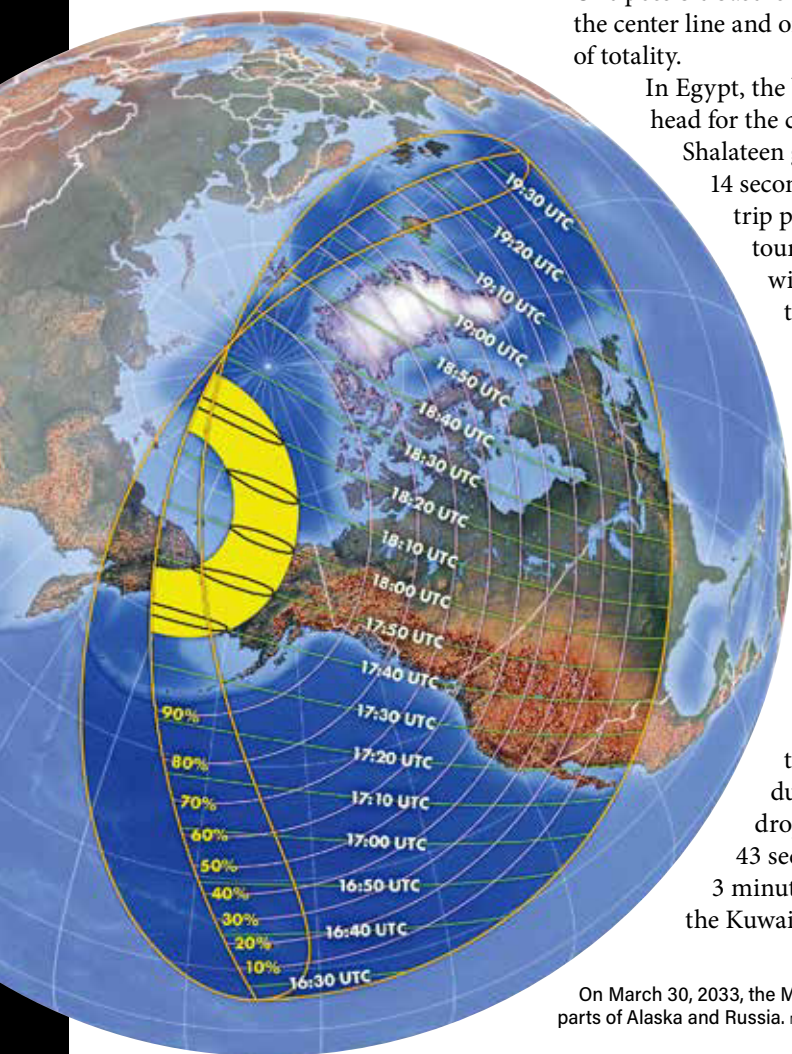 the center line and o
of totality.
In Egypt, the
head for the c
Shalateen
14 secon
trip p
tour
wi
t
19:30 UTC
19:20 UTC
19:10 UTC
19:00 UTC
18:50 UTC
18:40 UTC
18:30 UTC
18:20 UTC
18:10 UTC
18:00 UTC
17:50 UTC
17:40 UTC
17:30 UTC
17:20 UTC
17:10 UTC
17:00 UTC
16:50 UTC
16:40 UTC
16:30 UTC
90%
80%
70%
60%
50%
40%
30%
20%
10%
t
du
dro
43 sec
3 minut
the Kuwai
On March 30, 2033, the M
parts of Alaska and Russia.